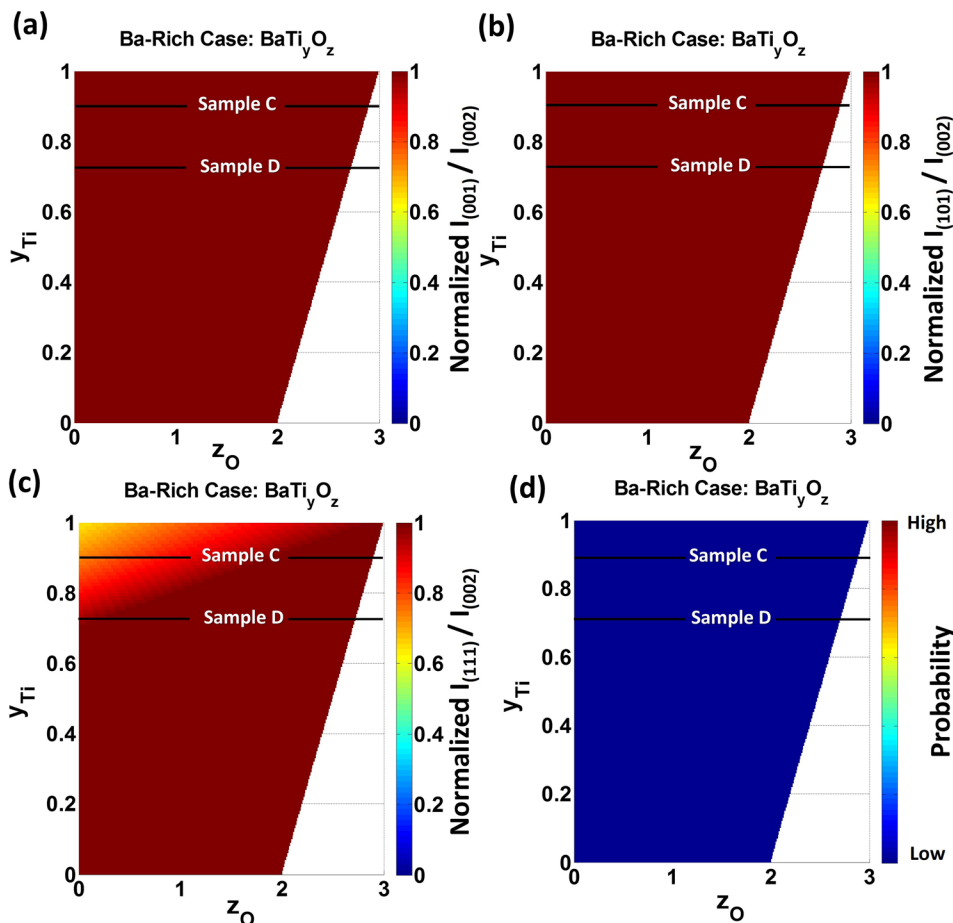 (a)
Ba-Rich Case: BaTi_yO_z
1
0.8
0.6
0.4
0.2
0
0
1
2
3
y_Ti
z_O
Sample C
Sample D
1
0.8
0.6
0.4
0.2
0
Normalized I_(001) / I_(002)
(b)
Ba-Rich Case: BaTi_yO_z
1
0.8
0.6
0.4
0.2
0
0
1
2
3
y_Ti
z_O
Sample C
Sample D
1
0.8
0.6
0.4
0.2
0
Normalized I_(101) / I_(002)
(c)
Ba-Rich Case: BaTi_yO_z
1
0.8
0.6
0.4
0.2
0
0
1
2
3
y_Ti
z_O
Sample C
Sample D
1
0.8
0.6
0.4
0.2
0
Normalized I_(111) / I_(002)
(d)
Ba-Rich Case: BaTi_yO_z
1
0.8
0.6
0.4
0.2
0
0
1
2
3
y_Ti
z_O
Sample C
Sample D
High
Low
Probability